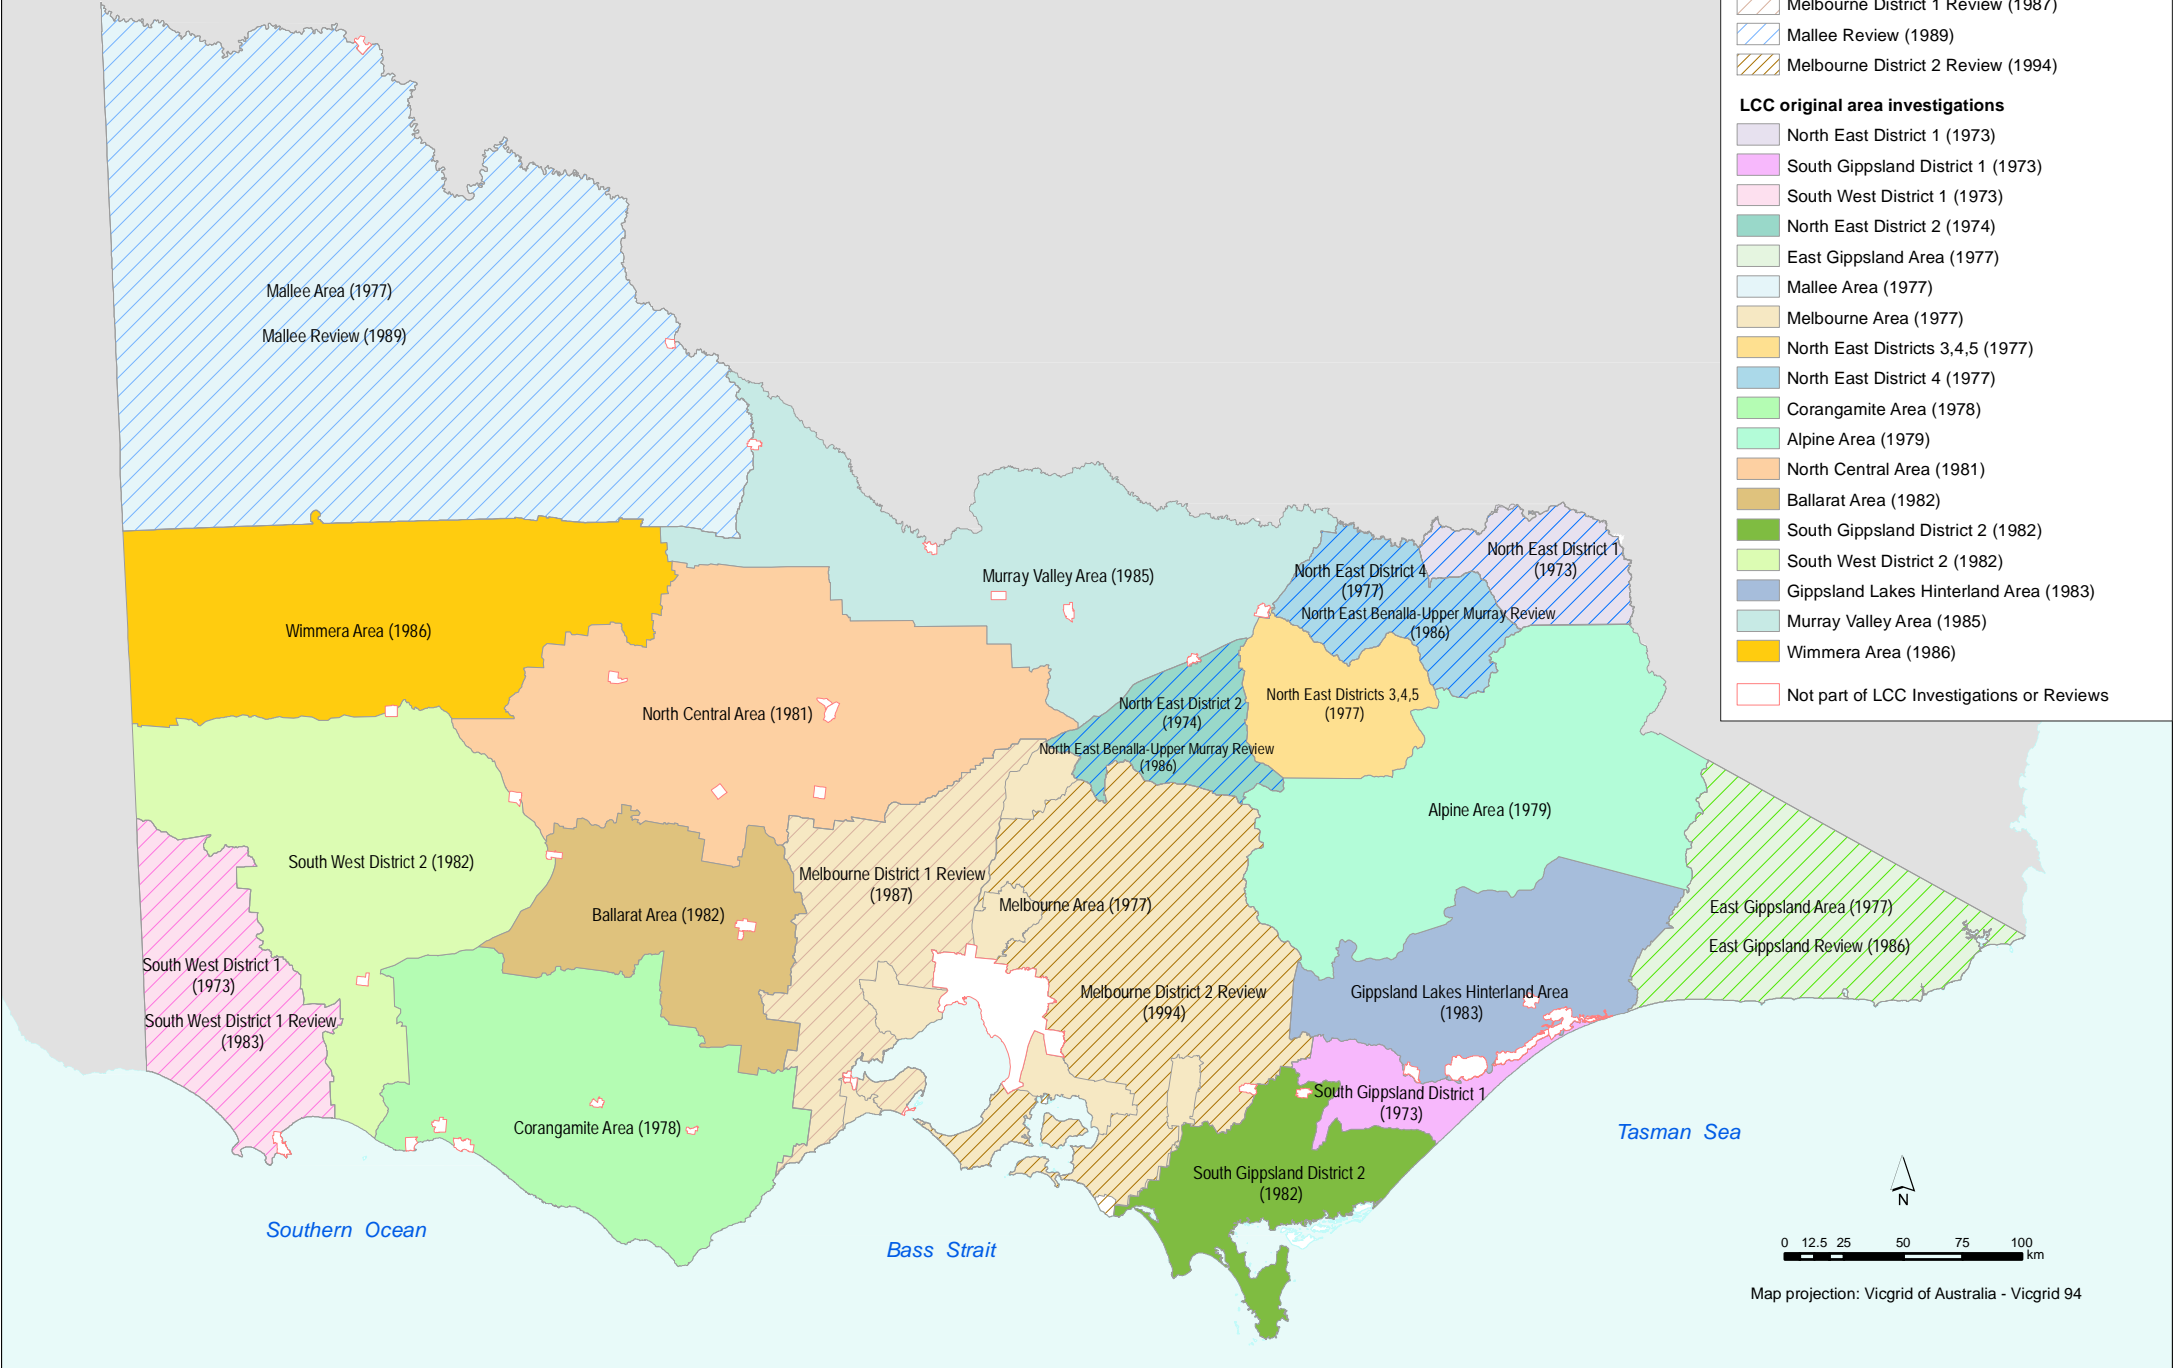 Melbourne District 1 Review (1987)
Mallee Review (1989)
Melbourne District 2 Review (1994)
LCC original area investigations
North East District 1 (1973)
South Gippsland District 1 (1973)
South West District 1 (1973)
North East District 2 (1974)
East Gippsland Area (1977)
Mallee Area (1977)
Melbourne Area (1977)
North East Districts 3,4,5 (1977)
North East District 4 (1977)
Corangamite Area (1978)
Alpine Area (1979)
North Central Area (1981)
Ballarat Area (1982)
South Gippsland District 2 (1982)
South West District 2 (1982)
Gippsland Lakes Hinterland Area (1983)
Murray Valley Area (1985)
Wimmera Area (1986)
Not part of LCC Investigations or Reviews
Mallee Area (1977)
Mallee Review (1989)
Wimmera Area (1986)
Murray Valley Area (1985)
North East District 4
(1977)
North East District 1
(1973)
North East Benalla-Upper Murray Review
(1986)
North Central Area (1981)
North East District 2
(1974)
North East Benalla-Upper Murray Review
(1986)
North East Districts 3,4,5
(1977)
Alpine Area (1979)
South West District 2 (1982)
Ballarat Area (1982)
Melbourne District 1 Review
(1987)
Melbourne Area (1977)
East Gippsland Area (1977)
East Gippsland Review (1986)
South West District 1
(1973)
South West District 1 Review
(1983)
Melbourne District 2 Review
(1994)
Gippsland Lakes Hinterland Area
(1983)
Corangamite Area (1978)
South Gippsland District 1
(1973)
South Gippsland District 2
(1982)
Tasman Sea
Southern Ocean
Bass Strait
N
0 12.5 25 50 75 100
km
Map projection: Vicgrid of Australia - Vicgrid 94